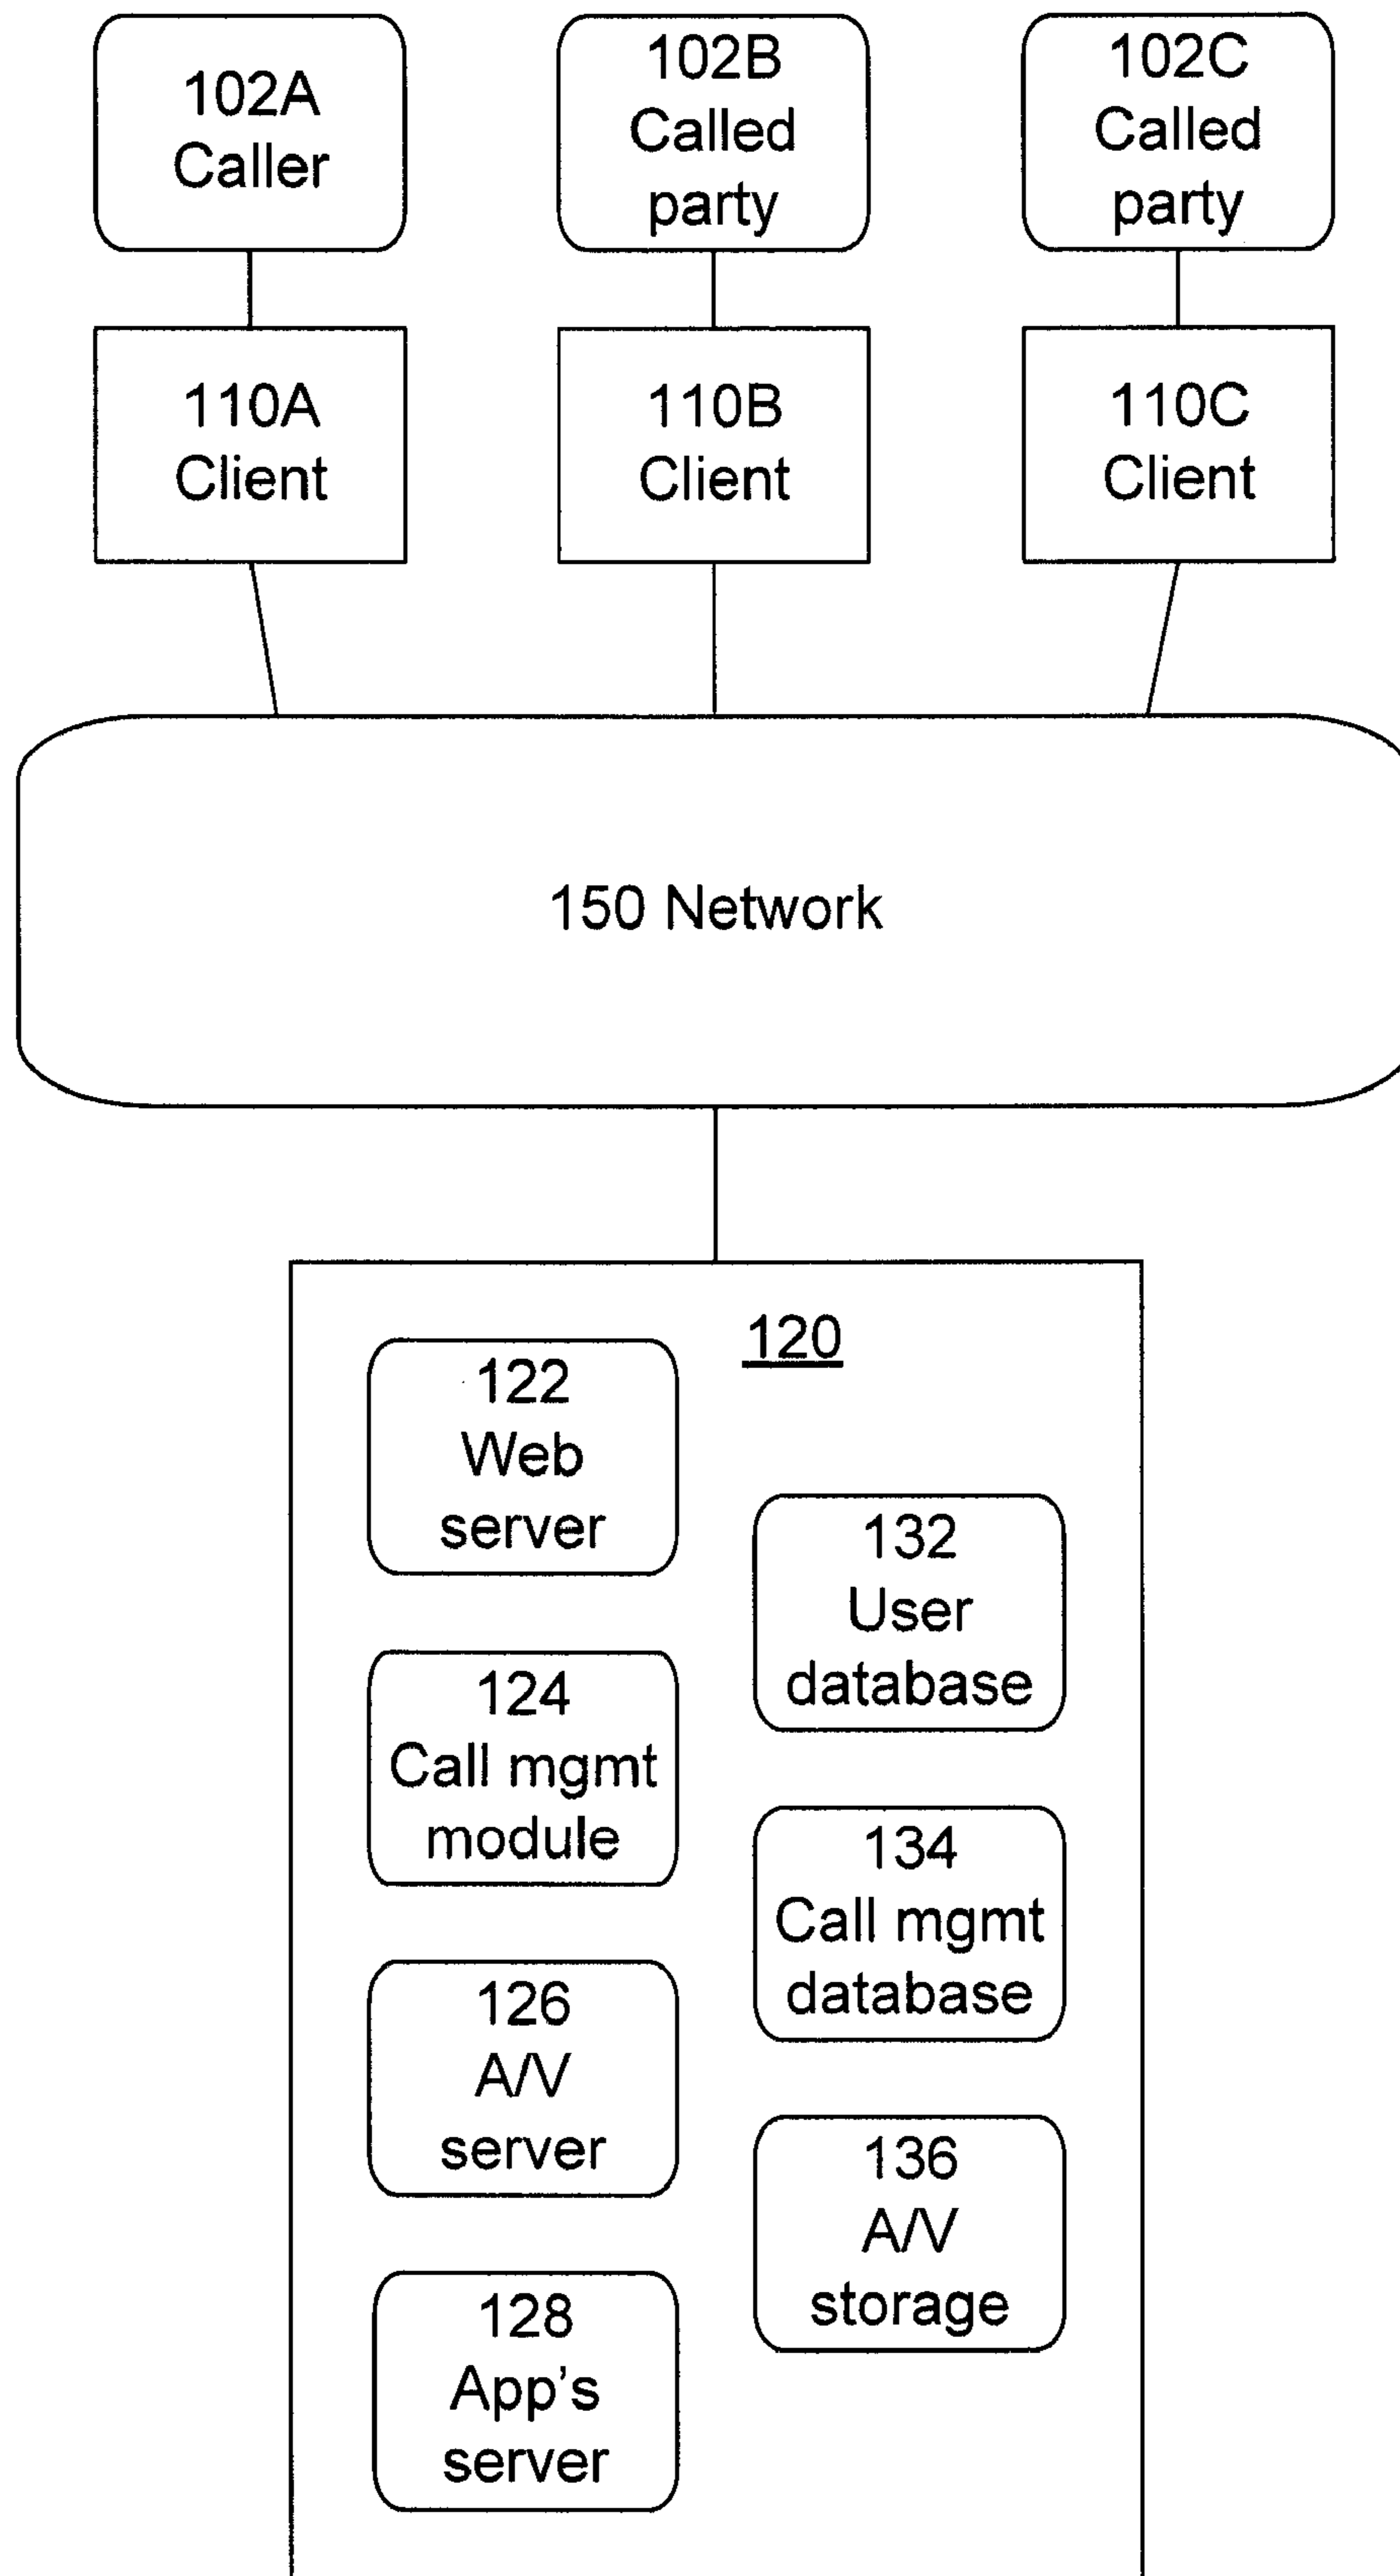 102A
Caller
102B
Called
party
102C
Called
party
110A
Client
110B
Client
110C
Client
150 Network
120
122
Web
server
132
User
database
124
Call mgmt
module
134
Call mgmt
database
126
A/V
server
136
A/V
storage
128
App's
server